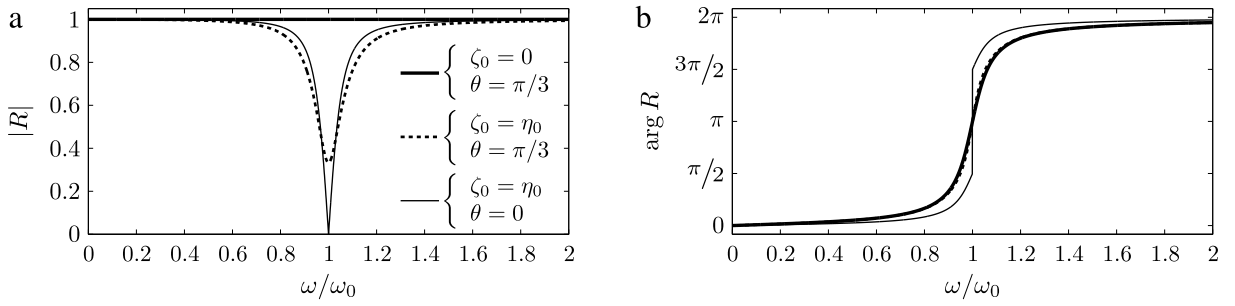 a
1
0.8
0.6
0.4
0.2
0
|R|
ζ₀ = 0
θ = π/3
ζ₀ = η₀
θ = π/3
ζ₀ = η₀
θ = 0
0 0.2 0.4 0.6 0.8 1 1.2 1.4 1.6 1.8 2
ω/ω₀
b
2π
3π/2
π
π/2
0
arg R
0 0.2 0.4 0.6 0.8 1 1.2 1.4 1.6 1.8 2
ω/ω₀